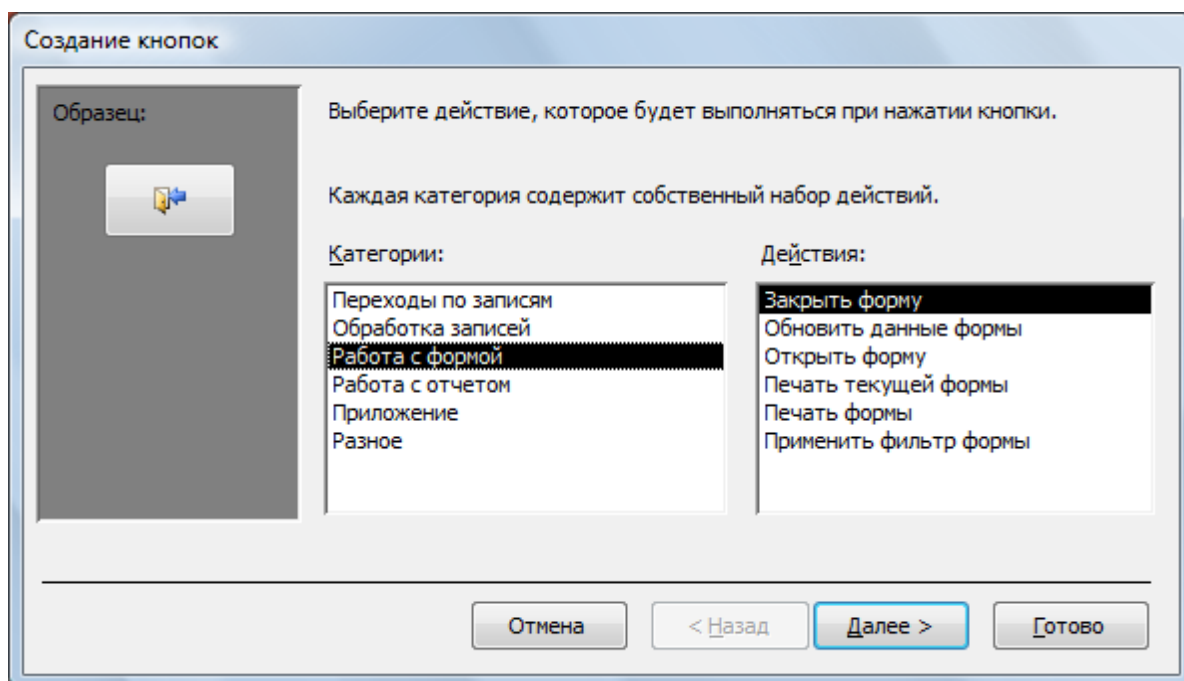 Создание кнопок
Образец:
Выберите действие, которое будет выполняться при нажатии кнопки.
Каждая категория содержит собственный набор действий.
Категории:
Действия:
Переходы по записям
Обработка записей
Работа с формой
Работа с отчетом
Приложение
Разное
Закрыть форму
Обновить данные формы
Открыть форму
Печать текущей формы
Печать формы
Применить фильтр формы
Отмена
< Назад
Далее >
Готово